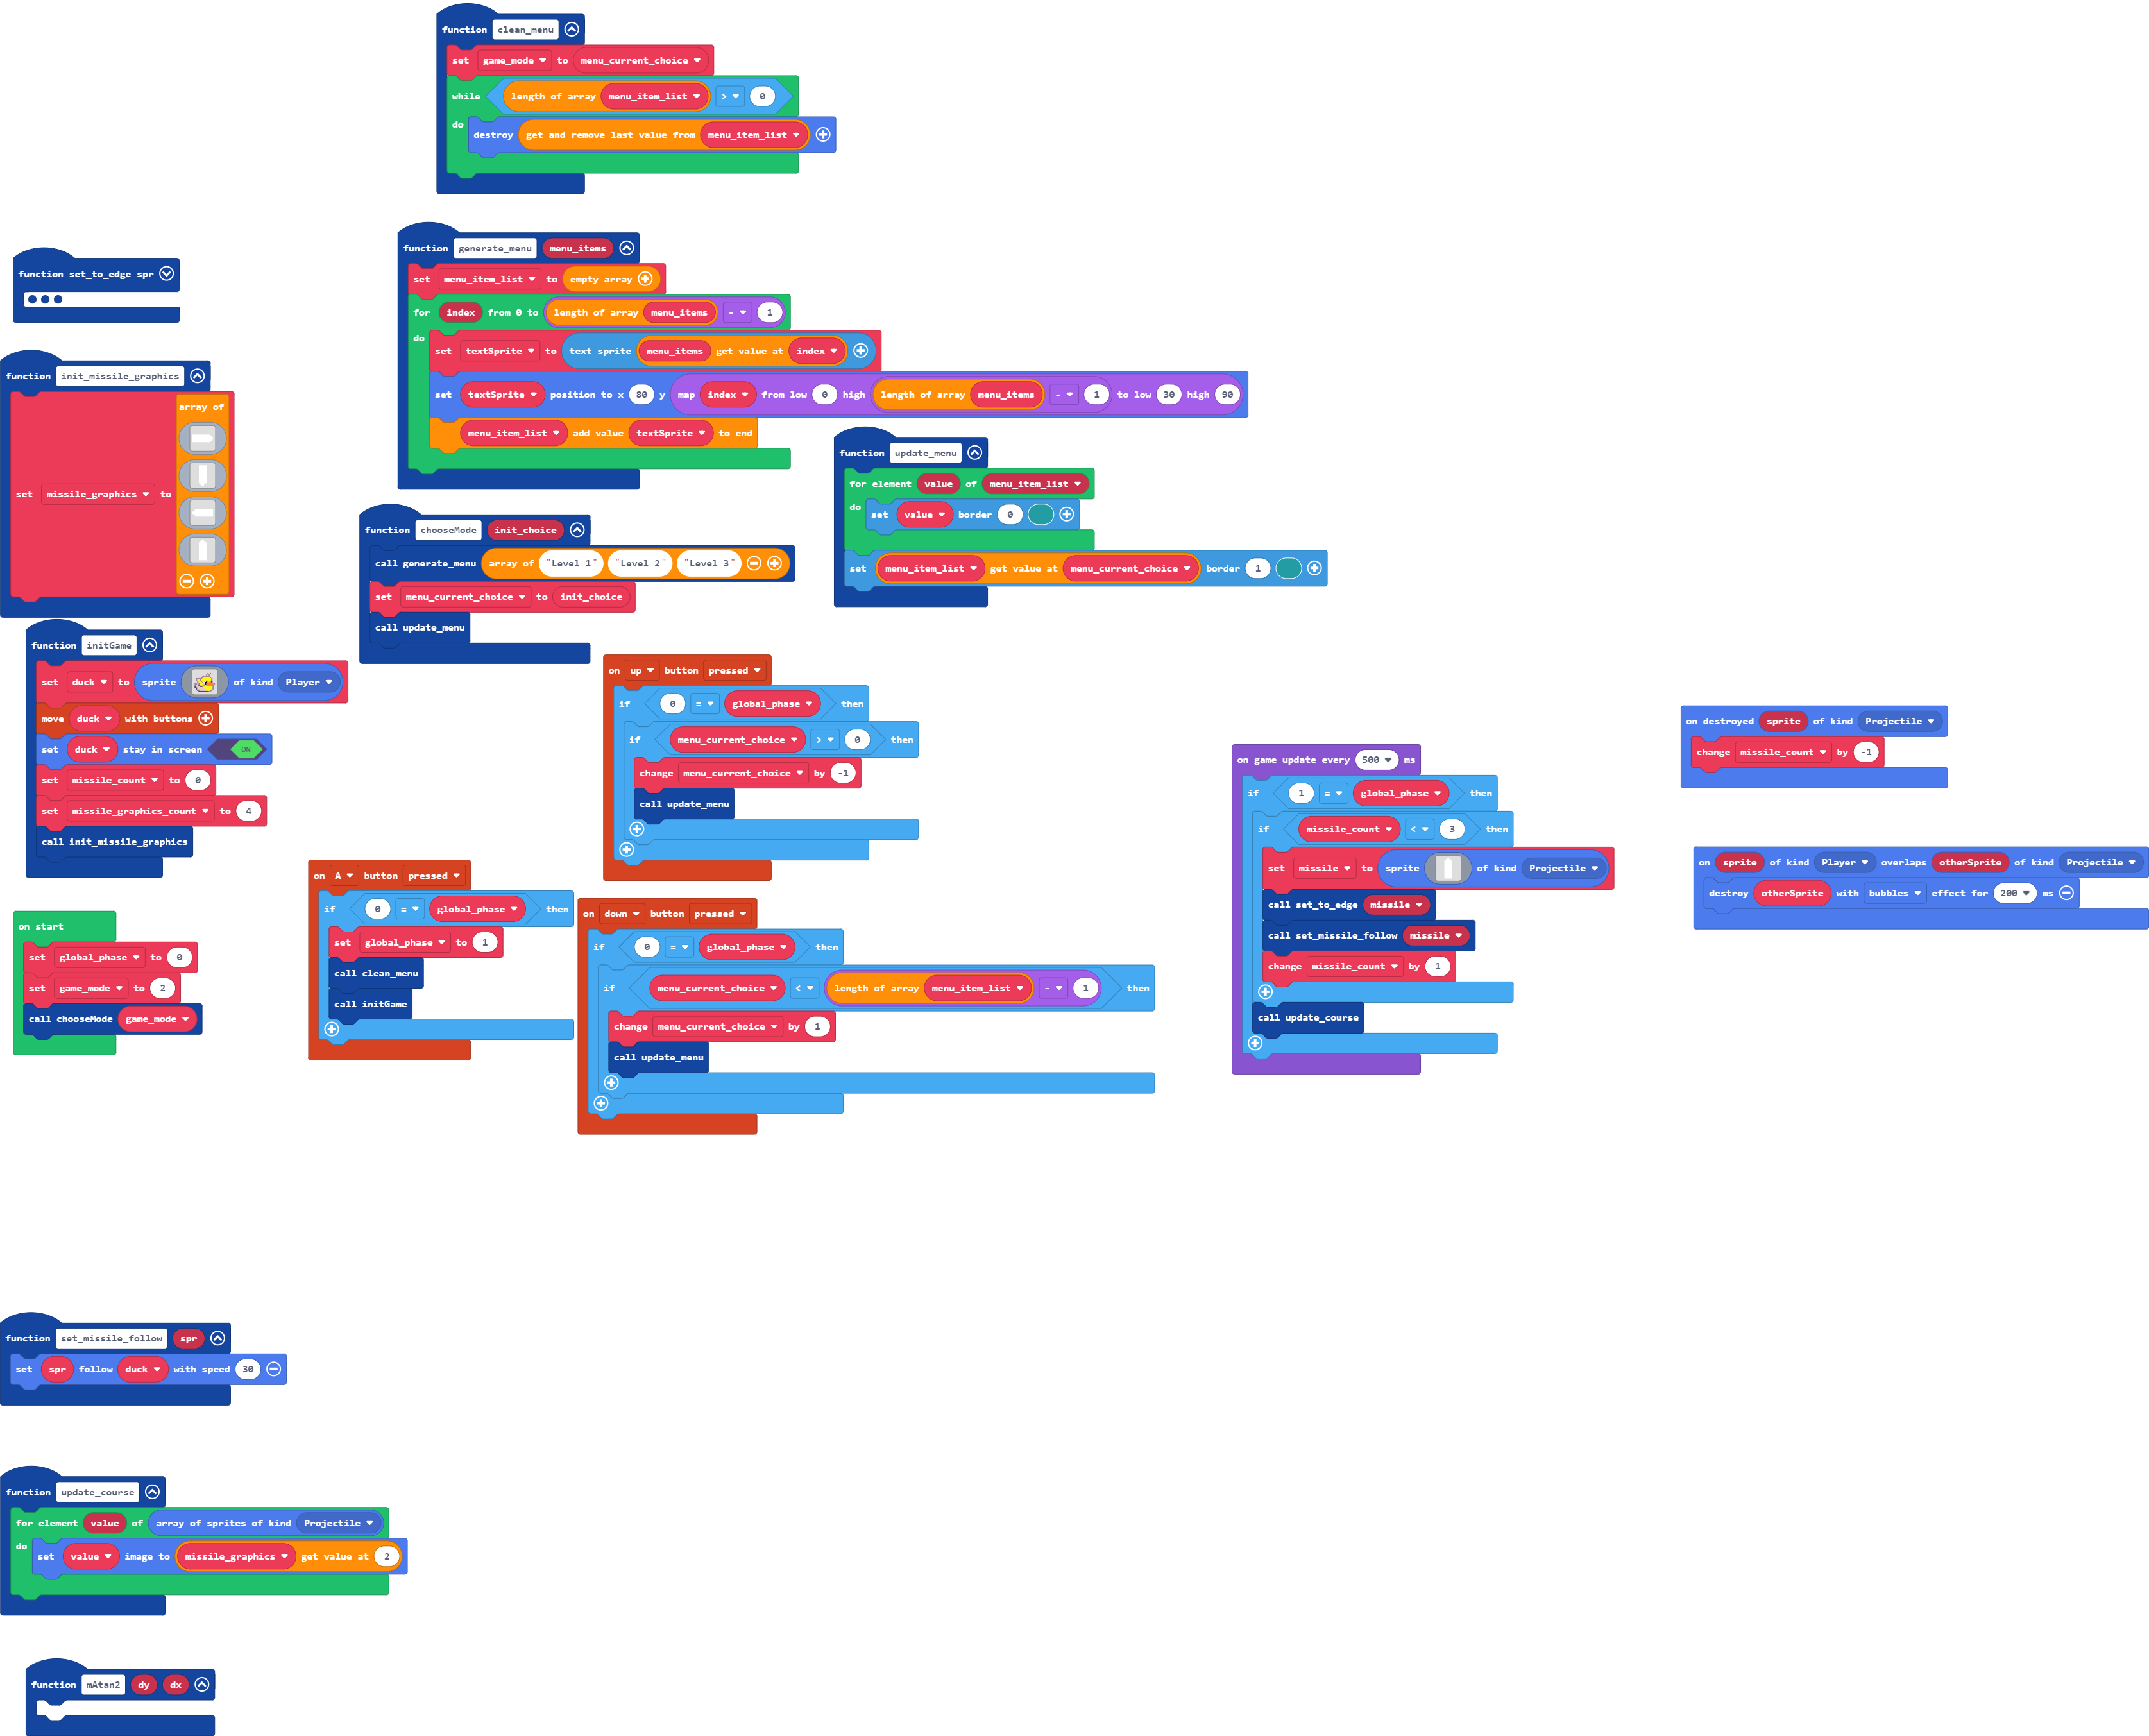 function clean_menu
set game_mode to menu_current_choice
while length of array menu_item_list > 0
do
destroy get and remove last value from menu_item_list
function generate_menu menu_items
set menu_item_list to empty array
for index from 0 to length of array menu_items - 1
do
set textSprite to text sprite menu_items get value at index
set textSprite position to x 80 y map index from low 0 high length of array menu_items - 1 to low 30 high 90
menu_item_list add value textSprite to end
function set_to_edge spr
function init_missile_graphics
set missile_graphics to array of
function update_menu
for element value of menu_item_list
do
set value border 0
set menu_item_list get value at menu_current_choice border 1
function chooseMode init_choice
call generate_menu array of "Level 1" "Level 2" "Level 3"
set menu_current_choice to init_choice
call update_menu
function initGame
set duck to sprite of kind Player
move duck with buttons
set duck stay in screen ON
set missile_count to 0
set missile_graphics_count to 4
call init_missile_graphics
on up button pressed
if 0 = global_phase then
if menu_current_choice > 0 then
change menu_current_choice by -1
call update_menu
on destroyed sprite of kind Projectile
change missile_count by -1
on game update every 500 ms
if 1 = global_phase then
if missile_count < 3 then
set missile to sprite of kind Projectile
call set_to_edge missile
call set_missile_follow missile
change missile_count by 1
call update_course
on sprite of kind Player overlaps otherSprite of kind Projectile
destroy otherSprite with bubbles effect for 200 ms
on A button pressed
if 0 = global_phase then
set global_phase to 1
call clean_menu
call initGame
on down button pressed
if 0 = global_phase then
if menu_current_choice < length of array menu_item_list - 1 then
change menu_current_choice by 1
call update_menu
on start
set global_phase to 0
set game_mode to 2
call chooseMode game_mode
function set_missile_follow spr
set spr follow duck with speed 30
function update_course
for element value of array of sprites of kind Projectile
do
set value image to missile_graphics get value at 2
function mAtan2 dy dx